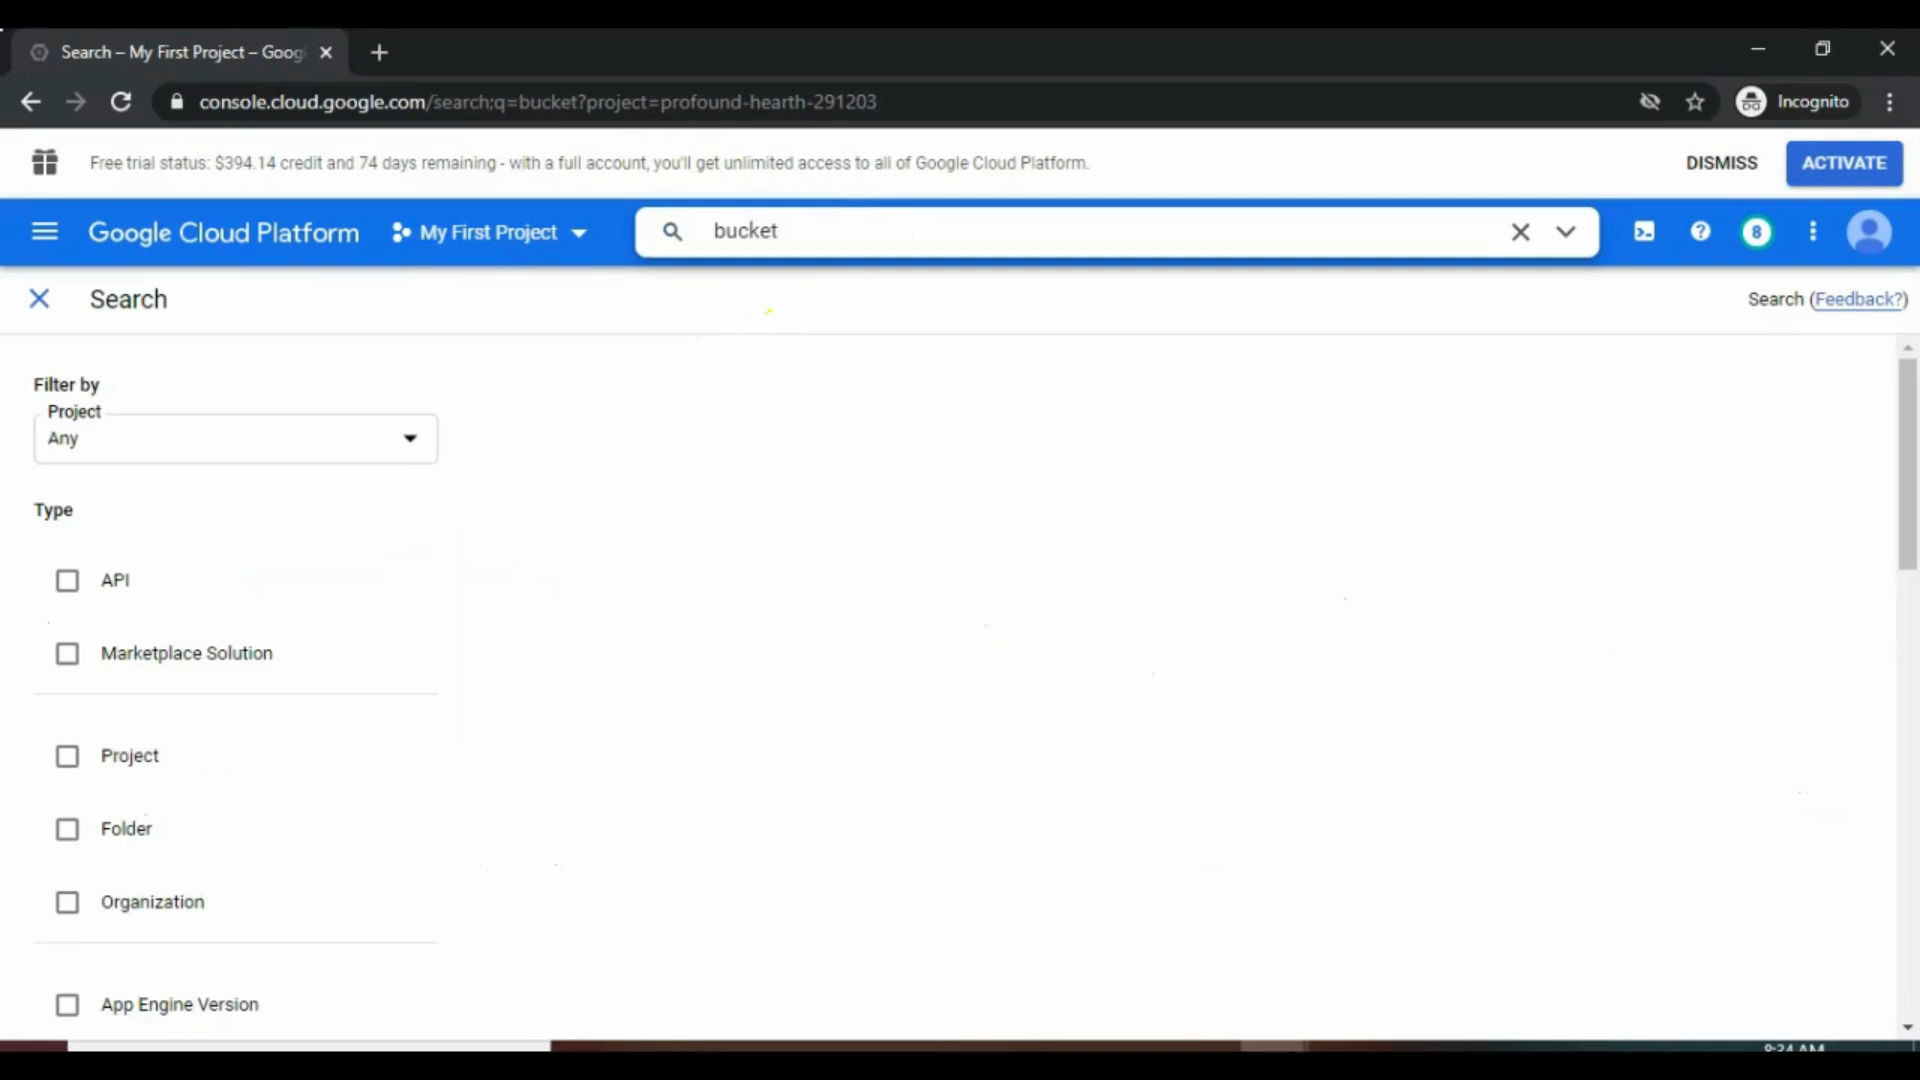 Search – My First Project – Goog
console.cloud.google.com/search;q=bucket?project=profound-hearth-291203
Incognito
Free trial status: $394.14 credit and 74 days remaining - with a full account, you'll get unlimited access to all of Google Cloud Platform.
DISMISS
ACTIVATE
Google Cloud Platform
My First Project
bucket
8
Search
Search (Feedback?)
Filter by
Project
Any
Type
API
Marketplace Solution
Project
Folder
Organization
App Engine Version